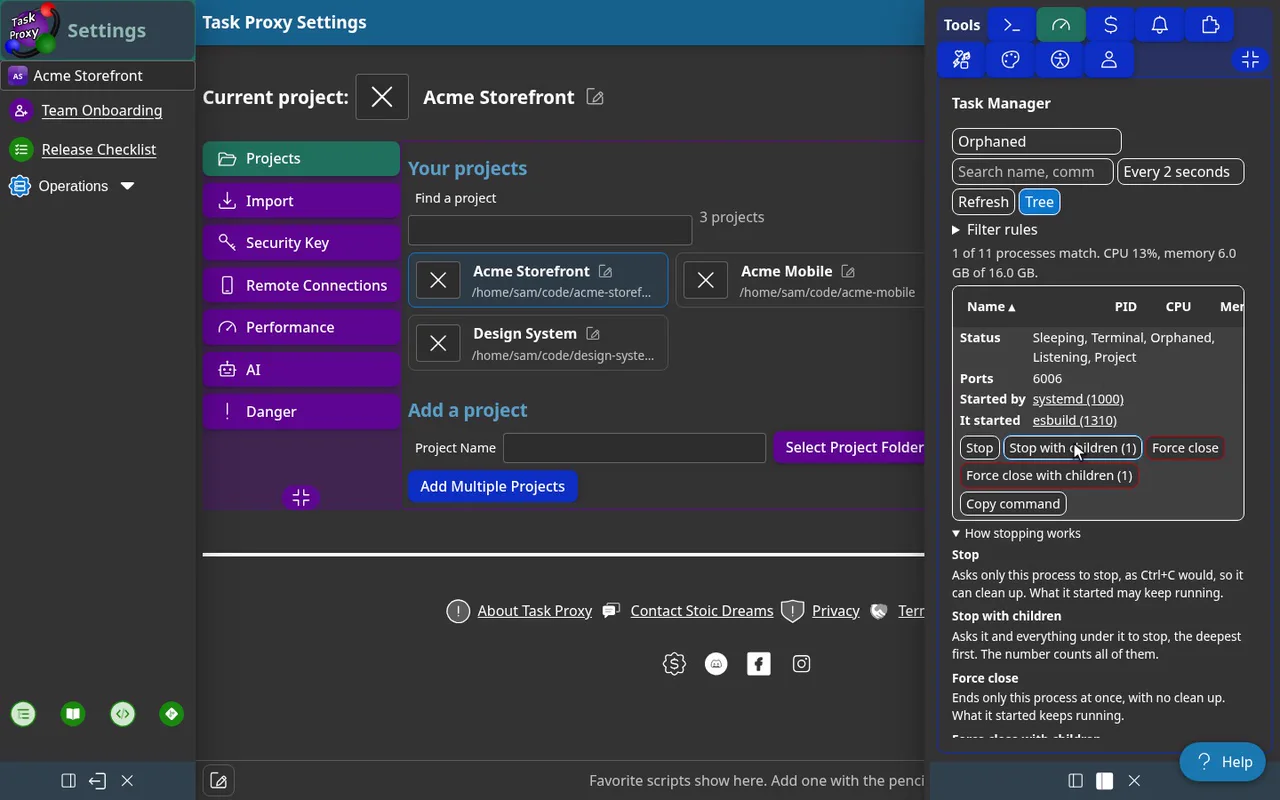 Task Proxy
Settings
AS Acme Storefront
Team Onboarding
Release Checklist
Operations
Task Proxy Settings
Current project:
Acme Storefront
Projects
Import
Security Key
Remote Connections
Performance
AI
Danger
Your projects
Find a project
3 projects
Acme Storefront
/home/sam/code/acme-storef...
Acme Mobile
/home/sam/code/acme-mobile
Design System
/home/sam/code/design-syste...
Add a project
Project Name
Select Project Folder
Add Multiple Projects
About Task Proxy
Contact Stoic Dreams
Privacy
Terr
Favorite scripts show here. Add one with the penci
Tools
Task Manager
Orphaned
Search name, comm
Every 2 seconds
Refresh
Tree
Filter rules
1 of 11 processes match. CPU 13%, memory 6.0
GB of 16.0 GB.
Name ▲ PID CPU Mer
Status Sleeping, Terminal, Orphaned,
Listening, Project
Ports 6006
Started by systemd (1000)
It started esbuild (1310)
Stop
Stop with children (1)
Force close
Force close with children (1)
Copy command
How stopping works
Stop
Asks only this process to stop, as Ctrl+C would, so it
can clean up. What it started may keep running.
Stop with children
Asks it and everything under it to stop, the deepest
first. The number counts all of them.
Force close
Ends only this process at once, with no clean up.
What it started keeps running.
Force close with children
? Help